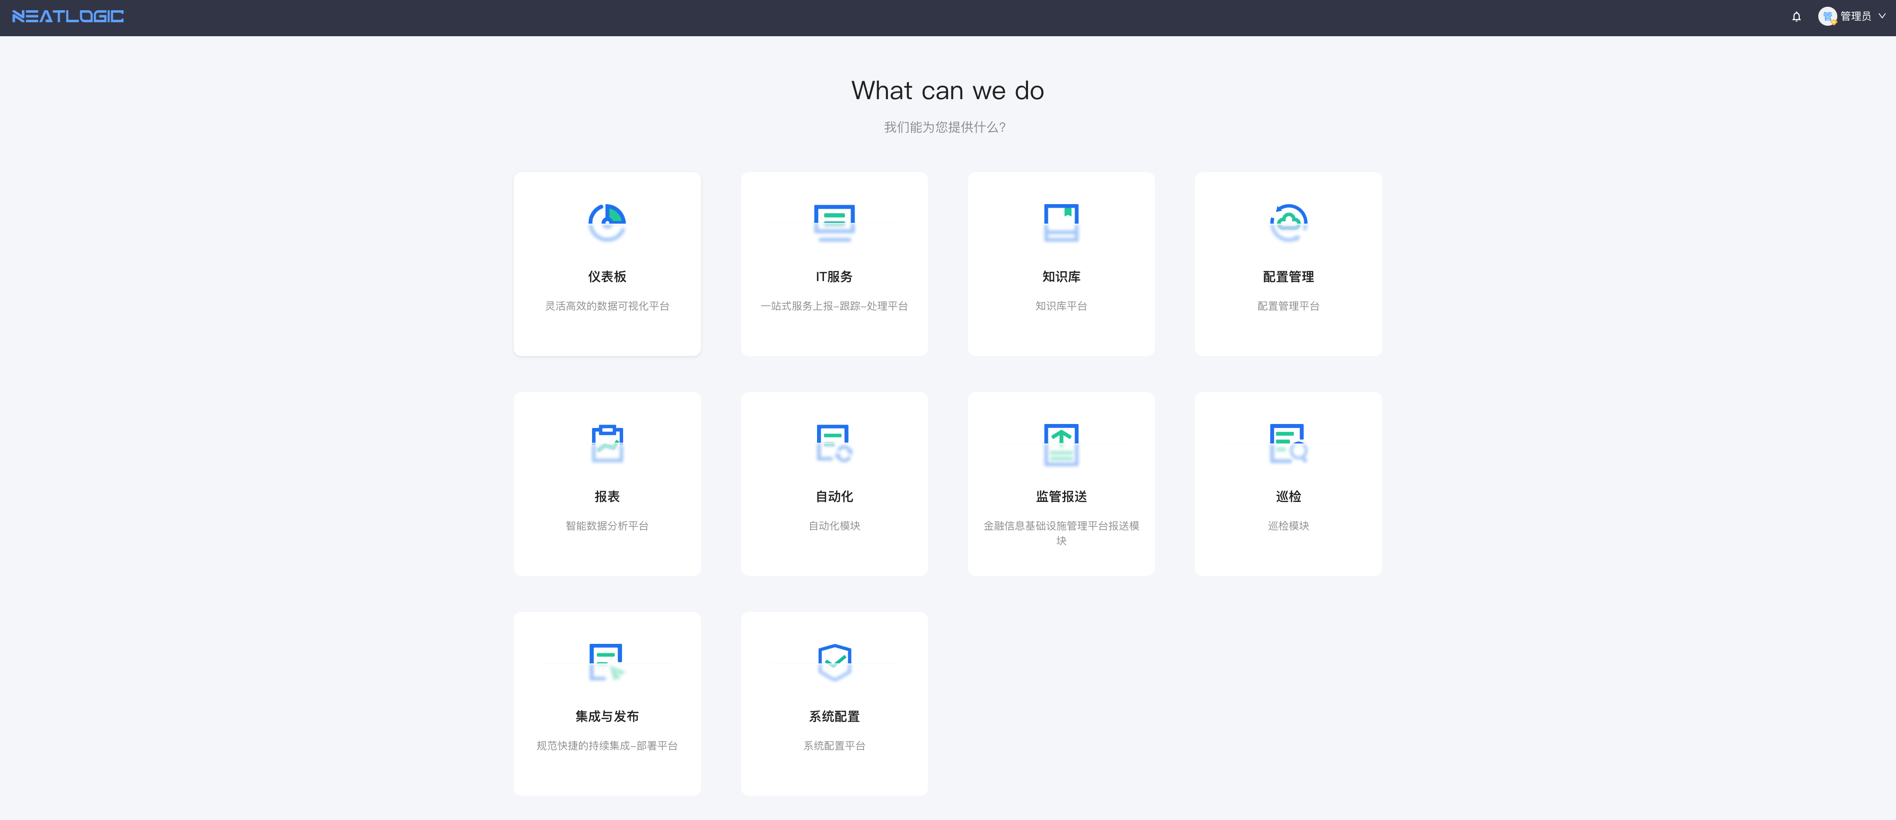 NEATLOGIC
管 管理员
What can we do
我们能为您提供什么?
仪表板
灵活高效的数据可视化平台
IT服务
一站式服务上报-跟踪-处理平台
知识库
知识库平台
配置管理
配置管理平台
报表
智能数据分析平台
自动化
自动化模块
监管报送
金融信息基础设施管理平台报送模
块
巡检
巡检模块
集成与发布
规范快捷的持续集成-部署平台
系统配置
系统配置平台